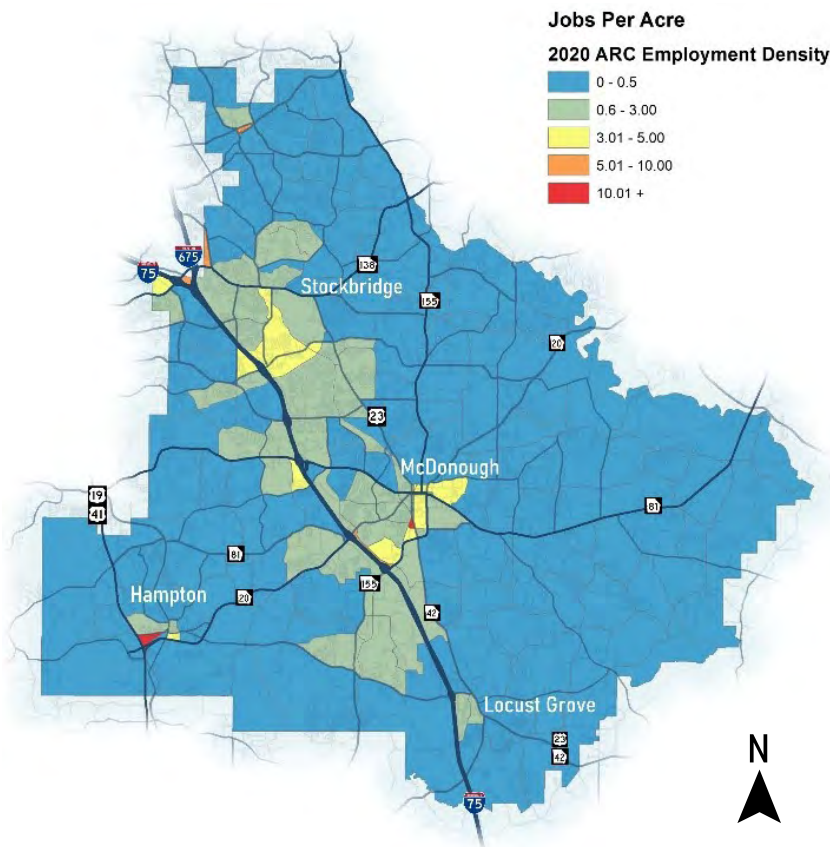 Jobs Per Acre
2020 ARC Employment Density
0 - 0.5
0.6 - 3.00
3.01 - 5.00
5.01 - 10.00
10.01 +
675
75
138
Stockbridge
155
20
23
McDonough
19
41
81
81
Hampton
20
155
42
Locust Grove
23
42
N
75